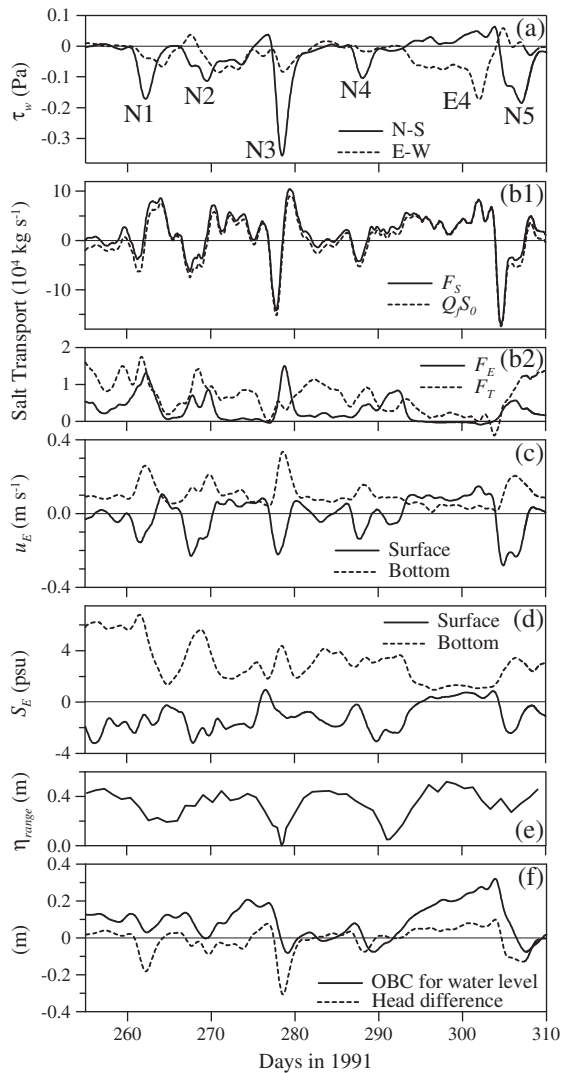 (a)
0.1
0
-0.1
-0.2
-0.3
τw (Pa)
N1
N2
N3
N4
E4
N5
N-S
E-W
(b1)
10
0
-10
Salt Transport (10⁴ kg s⁻¹)
FS
QfS0
(b2)
2
1
0
FE
FT
(c)
0.4
0.0
-0.4
uE (m s⁻¹)
Surface
Bottom
(d)
4
0
-4
SE (psu)
Surface
Bottom
0.4
0.0
ηrange (m)
(e)
(f)
0.4
0.2
0
-0.2
0.4
(m)
OBC for water level
Head difference
260 270 280 290 300 310
Days in 1991